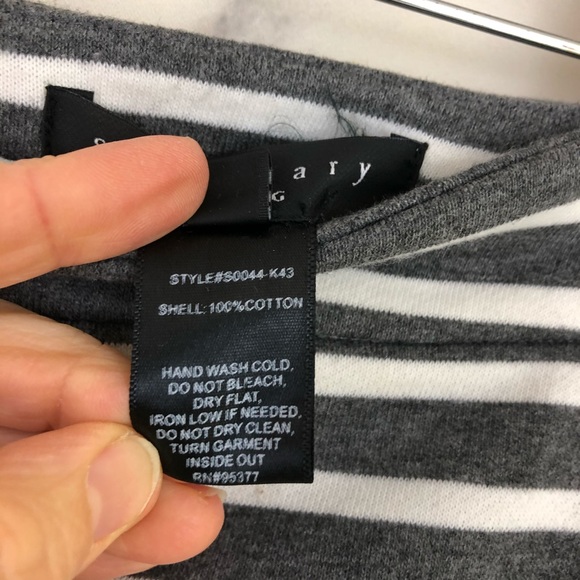 ary
G
STYLE#S0044-K43
SHELL: 100%COTTON
HAND WASH COLD,
DO NOT BLEACH,
DRY FLAT,
IRON LOW IF NEEDED,
DO NOT DRY CLEAN,
TURN GARMENT
INSIDE OUT
RN#95377